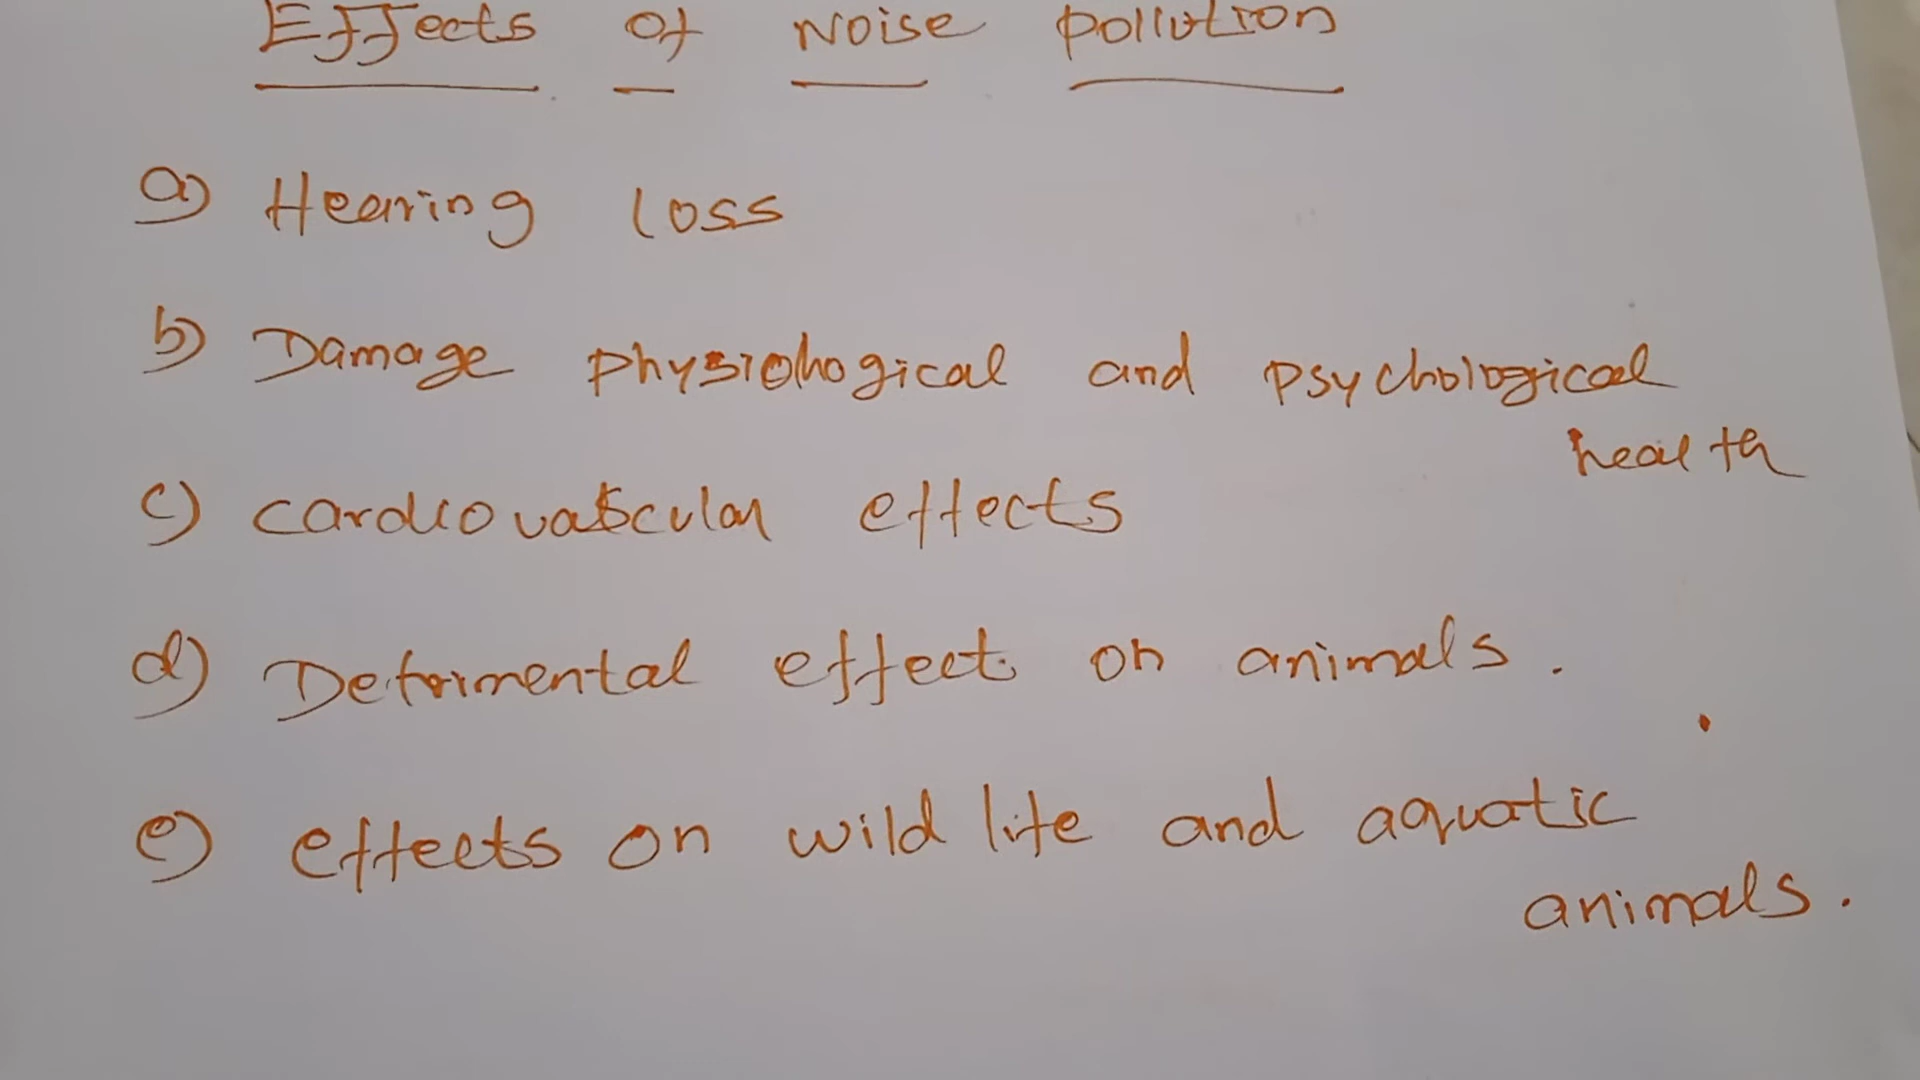 Effects of Noise pollution
a) Hearing loss
b) Damage physiological and psychological
health
c) cardiovascular effects
d) Detrimental effect on animals.
e) effects on wild life and aquatic
animals.